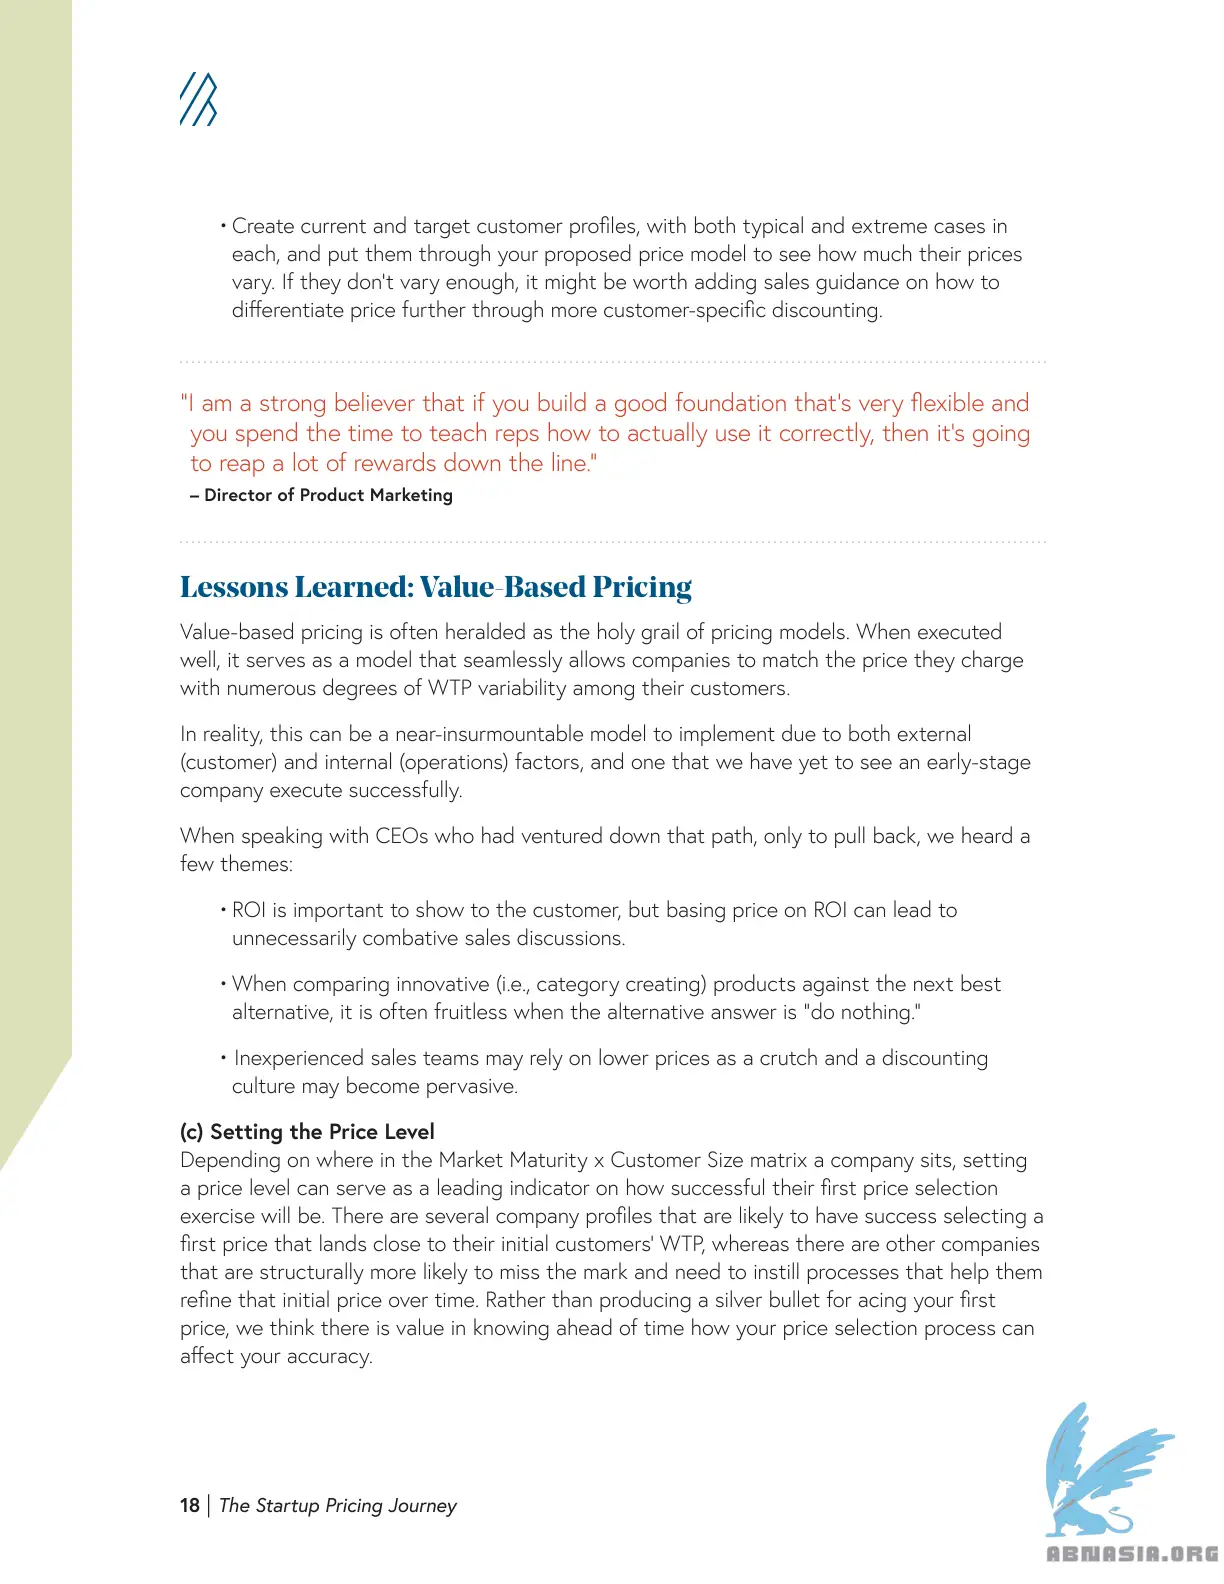 • Create current and target customer profiles, with both typical and extreme cases in
each, and put them through your proposed price model to see how much their prices
vary. If they don't vary enough, it might be worth adding sales guidance on how to
differentiate price further through more customer-specific discounting.
"I am a strong believer that if you build a good foundation that's very flexible and
you spend the time to teach reps how to actually use it correctly, then it's going
to reap a lot of rewards down the line."
– Director of Product Marketing
Lessons Learned: Value-Based Pricing
Value-based pricing is often heralded as the holy grail of pricing models. When executed
well, it serves as a model that seamlessly allows companies to match the price they charge
with numerous degrees of WTP variability among their customers.
In reality, this can be a near-insurmountable model to implement due to both external
(customer) and internal (operations) factors, and one that we have yet to see an early-stage
company execute successfully.
When speaking with CEOs who had ventured down that path, only to pull back, we heard a
few themes:
• ROI is important to show to the customer, but basing price on ROI can lead to
unnecessarily combative sales discussions.
• When comparing innovative (i.e., category creating) products against the next best
alternative, it is often fruitless when the alternative answer is "do nothing."
• Inexperienced sales teams may rely on lower prices as a crutch and a discounting
culture may become pervasive.
(c) Setting the Price Level
Depending on where in the Market Maturity x Customer Size matrix a company sits, setting
a price level can serve as a leading indicator on how successful their first price selection
exercise will be. There are several company profiles that are likely to have success selecting a
first price that lands close to their initial customers' WTP, whereas there are other companies
that are structurally more likely to miss the mark and need to instill processes that help them
refine that initial price over time. Rather than producing a silver bullet for acing your first
price, we think there is value in knowing ahead of time how your price selection process can
affect your accuracy.
18 | The Startup Pricing Journey
ABNASIA.ORG